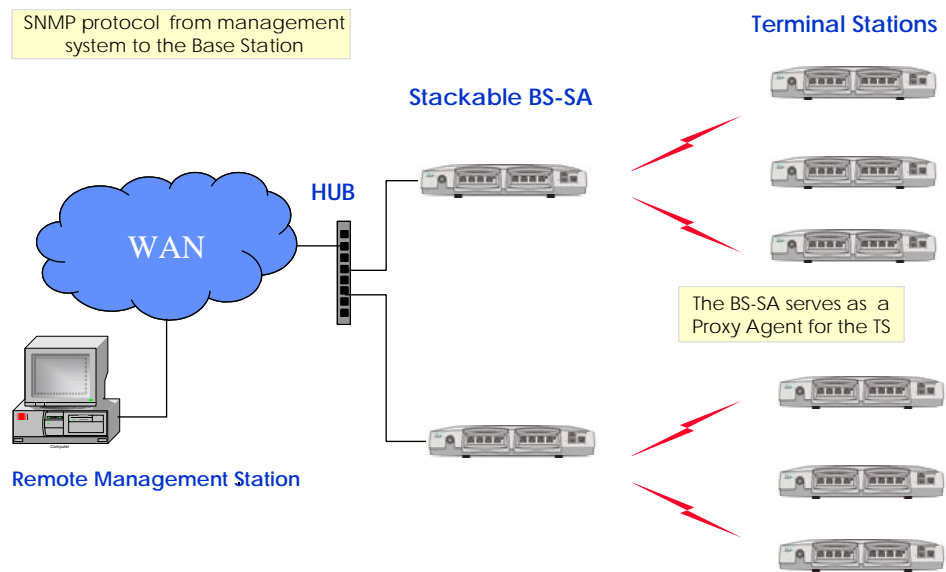 SNMP protocol from management
system to the Base Station
Terminal Stations
Stackable BS-SA
HUB
WAN
The BS-SA serves as a
Proxy Agent for the TS
Computer
Remote Management Station